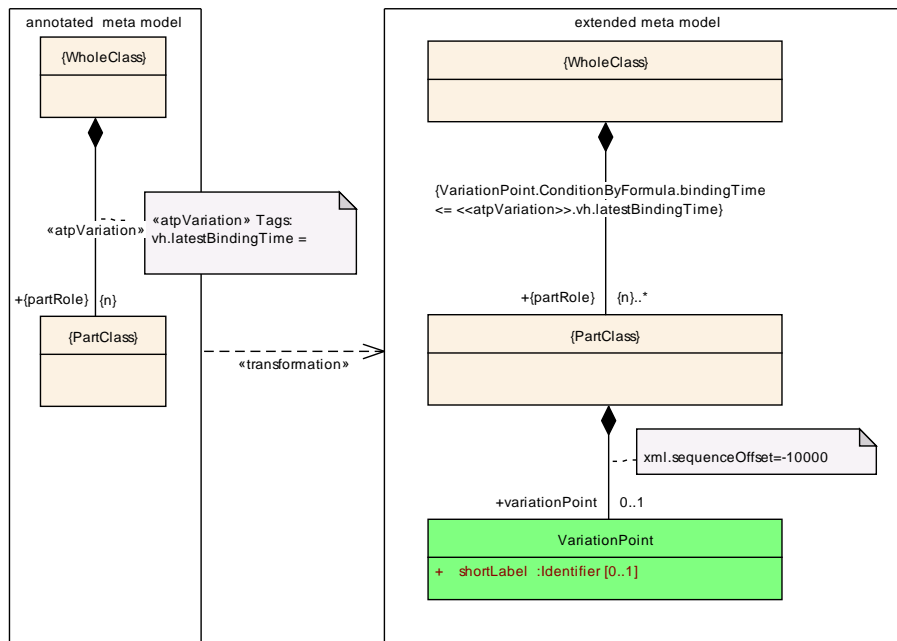 annotated meta model
{WholeClass}
«atpVariation»
«atpVariation» Tags:
vh.latestBindingTime =
+{partRole} {n}
{PartClass}
«transformation»
extended meta model
{WholeClass}
{VariationPoint.ConditionByFormula.bindingTime
<= <<atpVariation>>.vh.latestBindingTime}
+{partRole} {n}..*
{PartClass}
xml.sequenceOffset=-10000
+variationPoint 0..1
VariationPoint
+ shortLabel :Identifier [0..1]